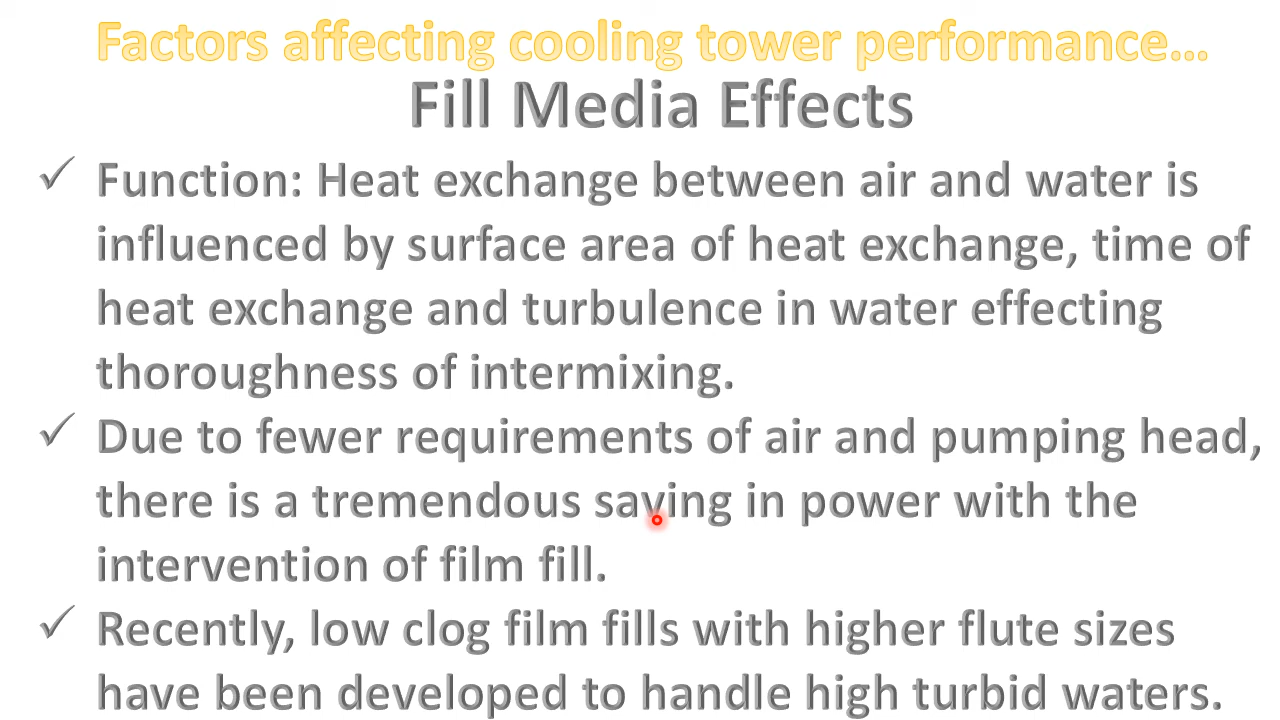 Factors affecting cooling tower performance...
Fill Media Effects
✓ Function: Heat exchange between air and water is
influenced by surface area of heat exchange, time of
heat exchange and turbulence in water effecting
thoroughness of intermixing.
✓ Due to fewer requirements of air and pumping head,
there is a tremendous saving in power with the
intervention of film fill.
✓ Recently, low clog film fills with higher flute sizes
have been developed to handle high turbid waters.